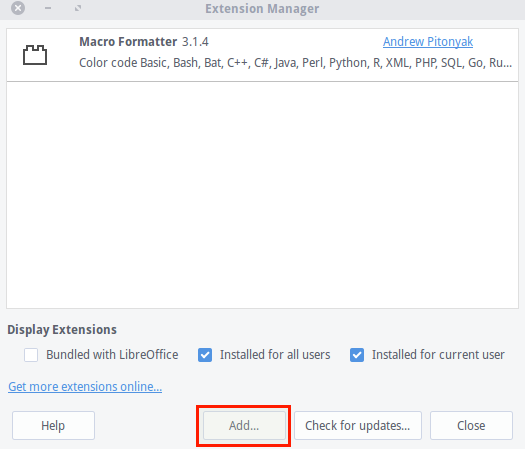 Extension Manager
Macro Formatter 3.1.4 Andrew Pitonyak
Color code Basic, Bash, Bat, C++, C#, Java, Perl, Python, R, XML, PHP, SQL, Go, Ru...
Display Extensions
Bundled with LibreOffice Installed for all users Installed for current user
Get more extensions online...
Help Add... Check for updates... Close